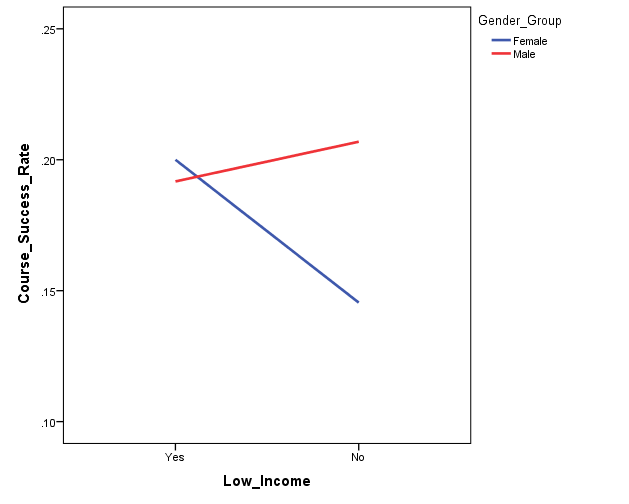 Gender_Group
Female
Male
.25
.20
.15
.10
Course_Success_Rate
Yes
No
Low_Income